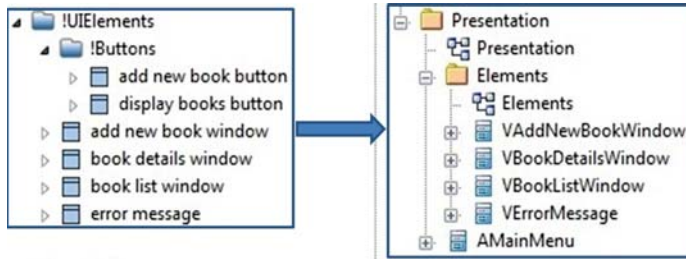 !UIElements
!Buttons
add new book button
display books button
add new book window
book details window
book list window
error message
Presentation
Presentation
Elements
Elements
VAddNewBookWindow
VBookDetailsWindow
VBookListWindow
VErrorMessage
AMainMenu